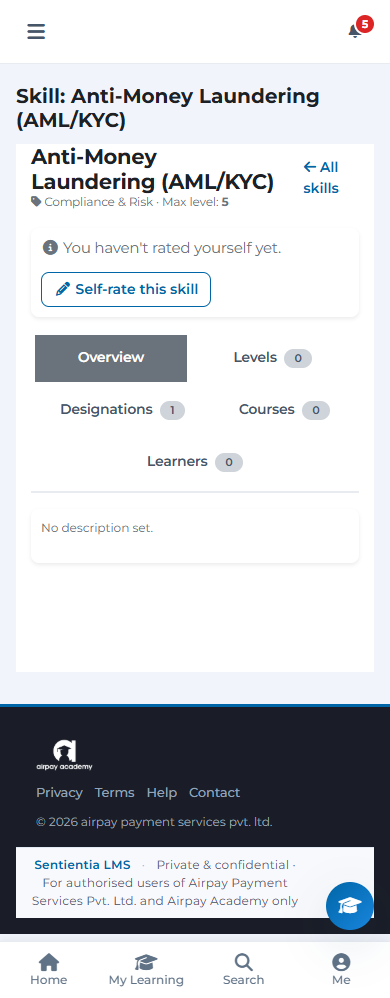 5
Skill: Anti-Money Laundering
(AML/KYC)
Anti-Money
Laundering (AML/KYC)
← All
skills
Compliance & Risk · Max level: 5
You haven't rated yourself yet.
Self-rate this skill
Overview
Levels 0
Designations 1
Courses 0
Learners 0
No description set.
airpay academy
Privacy Terms Help Contact
© 2026 airpay payment services pvt. ltd.
Sentientia LMS · Private & confidential ·
For authorised users of Airpay Payment
Services Pvt. Ltd. and Airpay Academy only
Home
My Learning
Search
Me